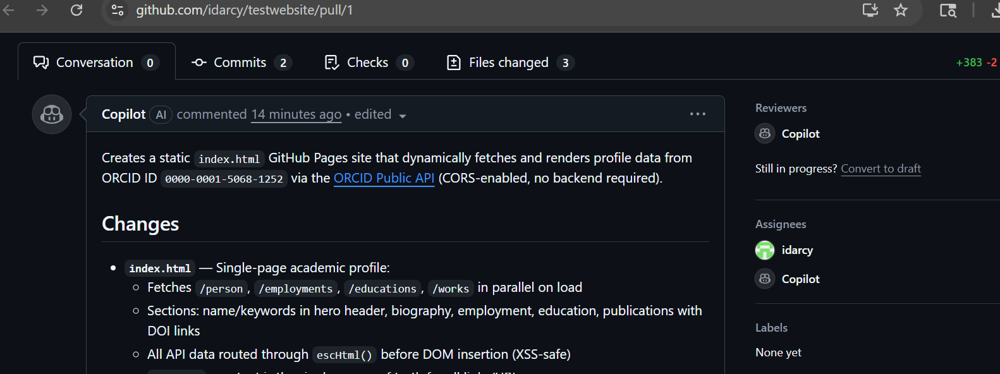 github.com/idarcy/testwebsite/pull/1
Conversation 0 Commits 2 Checks 0 Files changed 3 +383 -2
Copilot AI commented 14 minutes ago • edited
Creates a static index.html GitHub Pages site that dynamically fetches and renders profile data from
ORCID ID 0000-0001-5068-1252 via the ORCID Public API (CORS-enabled, no backend required).
Changes
• index.html — Single-page academic profile:
○ Fetches /person, /employments, /educations, /works in parallel on load
○ Sections: name/keywords in hero header, biography, employment, education, publications with
DOI links
○ All API data routed through escHtml() before DOM insertion (XSS-safe)
Reviewers
Copilot
Still in progress? Convert to draft
Assignees
idarcy
Copilot
Labels
None yet